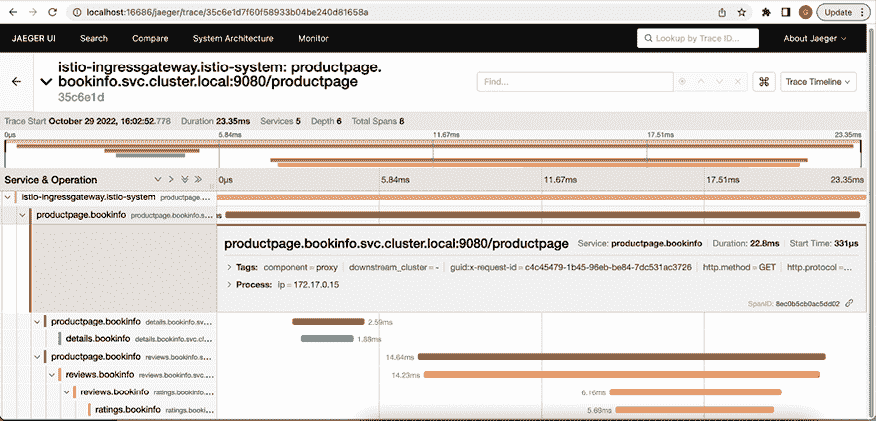 localhost:16686/jaeger/trace/35c6e1d7f60f58933b04be240d81658a
G
Update
JAEGER UI Search Compare System Architecture Monitor Lookup by Trace ID... About Jaeger
istio-ingressgateway.istio-system: productpage.
bookinfo.svc.cluster.local:9080/productpage
35c6e1d
Find...
⌘
Trace Timeline
Trace Start October 29 2022, 16:02:52.778 Duration 23.35ms Services 5 Depth 6 Total Spans 8
0μs 5.84ms 11.67ms 17.51ms 23.35ms
Service & Operation 0μs 5.84ms 11.67ms 17.51ms 23.35ms
istio-ingressgateway.istio-system productpage....
productpage.bookinfo productpage.bookinfo.s...
productpage.bookinfo.svc.cluster.local:9080/productpage Service: productpage.bookinfo Duration: 22.8ms Start Time: 331μs
Tags: component = proxy downstream_cluster = - guid:x-request-id = c4c45479-1b45-96eb-be84-7dc531ac3726 http.method = GET http.protocol =...
Process: ip = 172.17.0.15
SpanID: 8ec0b5cb0ac5dd02
productpage.bookinfo details.bookinfo.sv... 2.59ms
details.bookinfo details.bookinfo.svc.cl... 1.88ms
productpage.bookinfo reviews.bookinfo.s... 14.64ms
reviews.bookinfo reviews.bookinfo.svc... 14.23ms
reviews.bookinfo ratings.bookinfo... 6.16ms
ratings.bookinfo ratings.book... 5.69ms